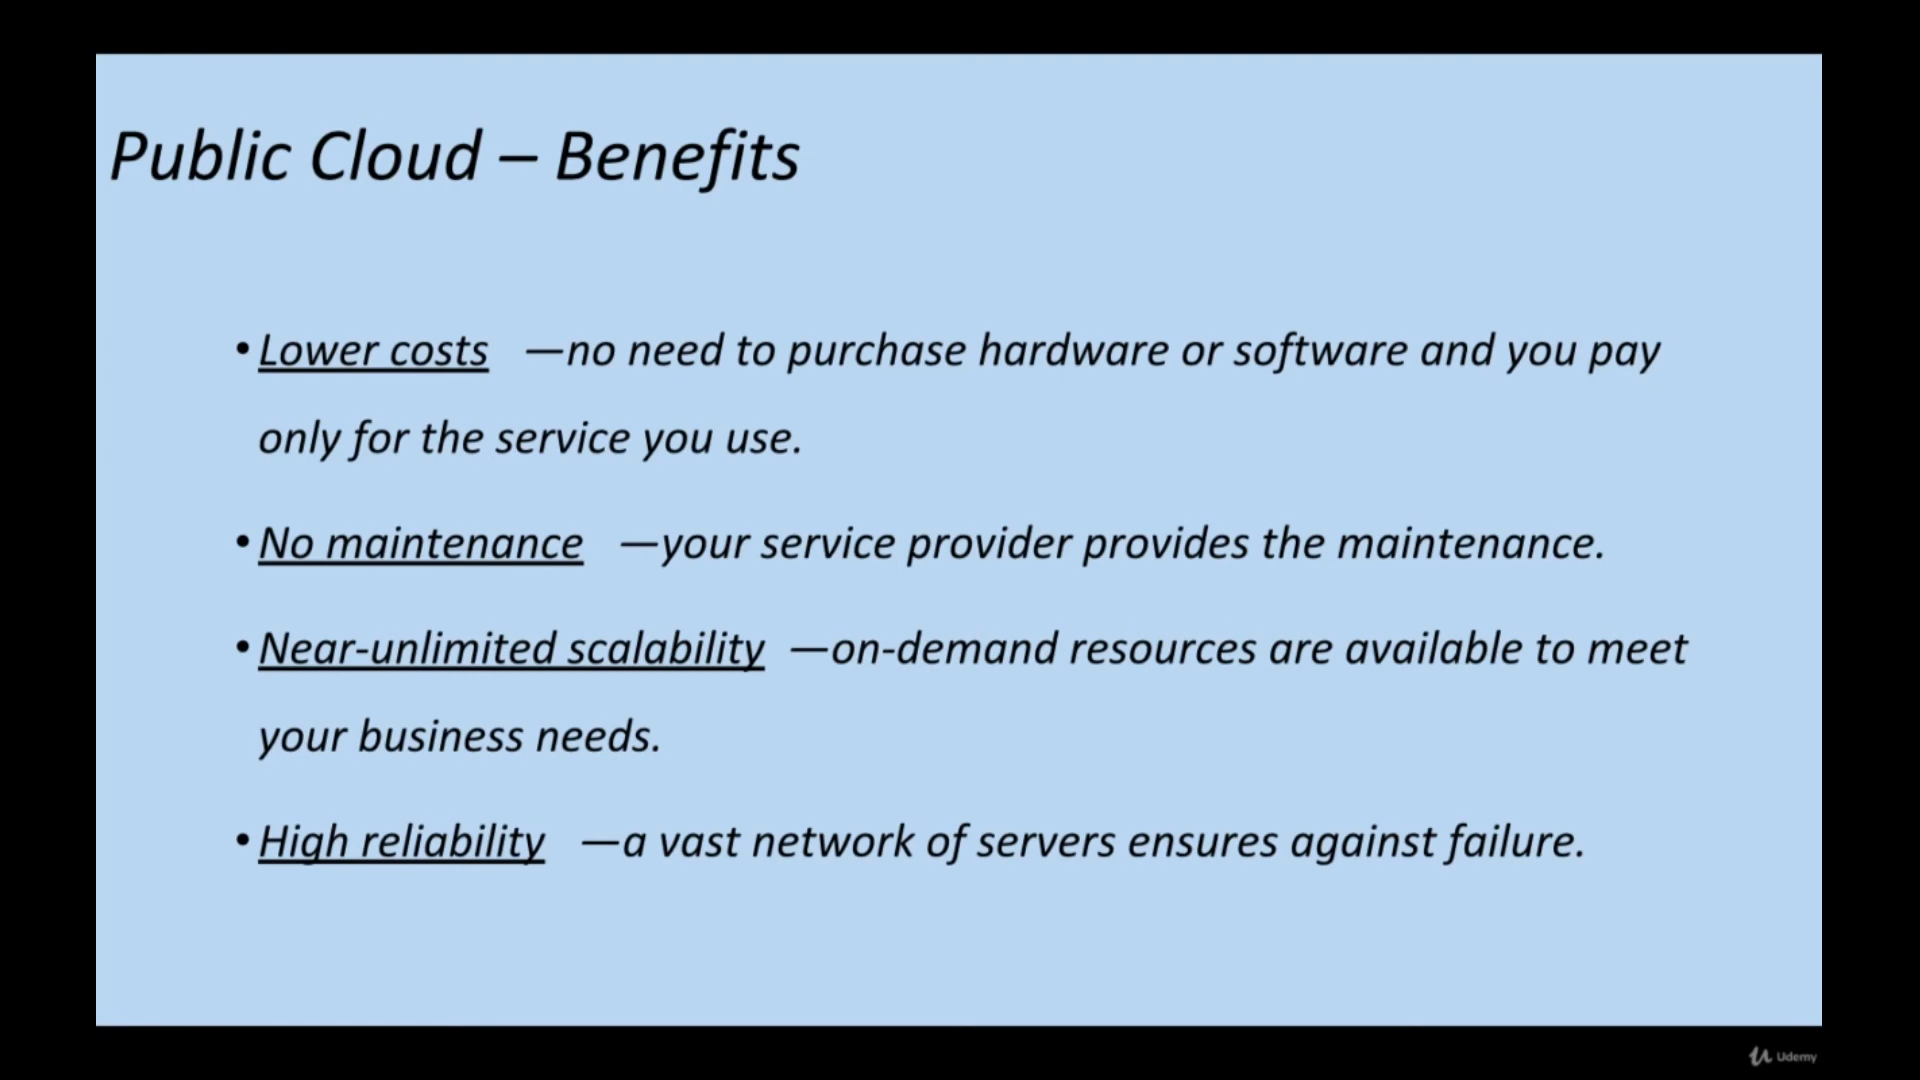 Public Cloud – Benefits
•Lower costs —no need to purchase hardware or software and you pay
only for the service you use.
•No maintenance —your service provider provides the maintenance.
•Near-unlimited scalability —on-demand resources are available to meet
your business needs.
•High reliability —a vast network of servers ensures against failure.
Udemy